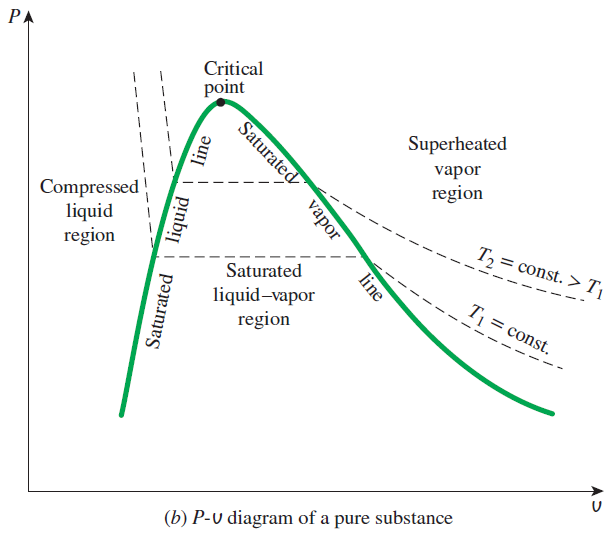 P
Critical
point
Saturated liquid line
Saturated vapor line
Superheated
vapor
region
Compressed
liquid
region
Saturated
liquid–vapor
region
T₂ = const. > T₁
T₁ = const.
υ
(b) P-υ diagram of a pure substance